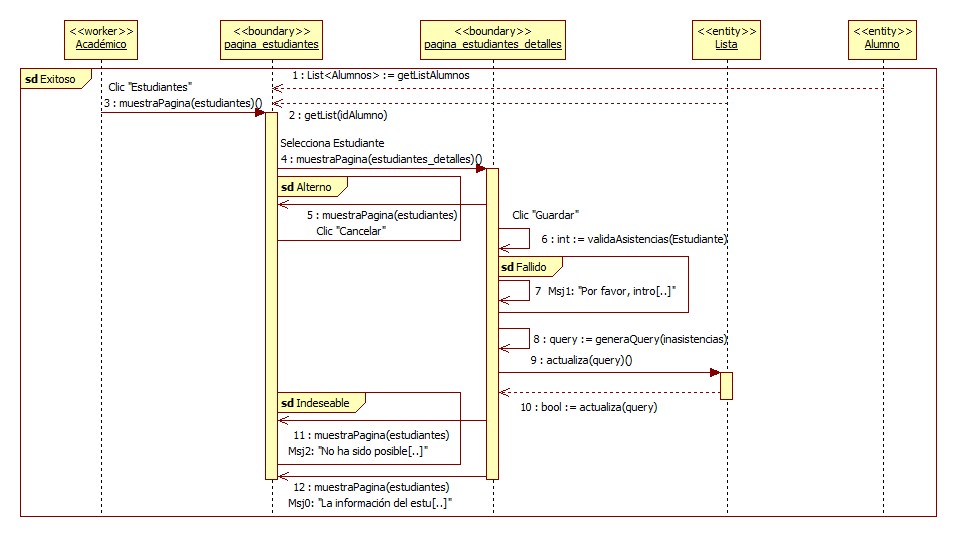 <<worker>>
Académico
<<boundary>>
pagina_estudiantes
<<boundary>>
pagina_estudiantes_detalles
<<entity>>
Lista
<<entity>>
Alumno
sd Exitoso
1 : List<Alumnos> := getListAlumnos
Clic "Estudiantes"
3 : muestraPagina(estudiantes)()
2 : getList(idAlumno)
Selecciona Estudiante
4 : muestraPagina(estudiantes_detalles)()
sd Alterno
5 : muestraPagina(estudiantes)
Clic "Cancelar"
Clic "Guardar"
6 : int := validaAsistencias(Estudiante)
sd Fallido
7 Msj1: "Por favor, intro[..]"
8 : query := generaQuery(inasistencias)
9 : actualiza(query)()
10 : bool := actualiza(query)
sd Indeseable
11 : muestraPagina(estudiantes)
Msj2: "No ha sido posible[..]"
12 : muestraPagina(estudiantes)
Msj0: "La información del estu[..]"